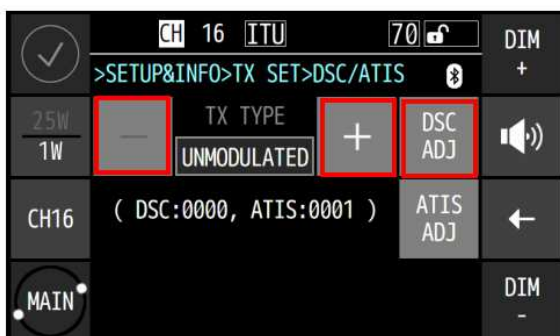 CH 16 ITU 70
DIM
+
>SETUP&INFO>TX SET>DSC/ATIS
25W
1W
−
TX TYPE
UNMODULATED
+
DSC
ADJ
CH16
( DSC:0000, ATIS:0001 )
ATIS
ADJ
MAIN
DIM
−